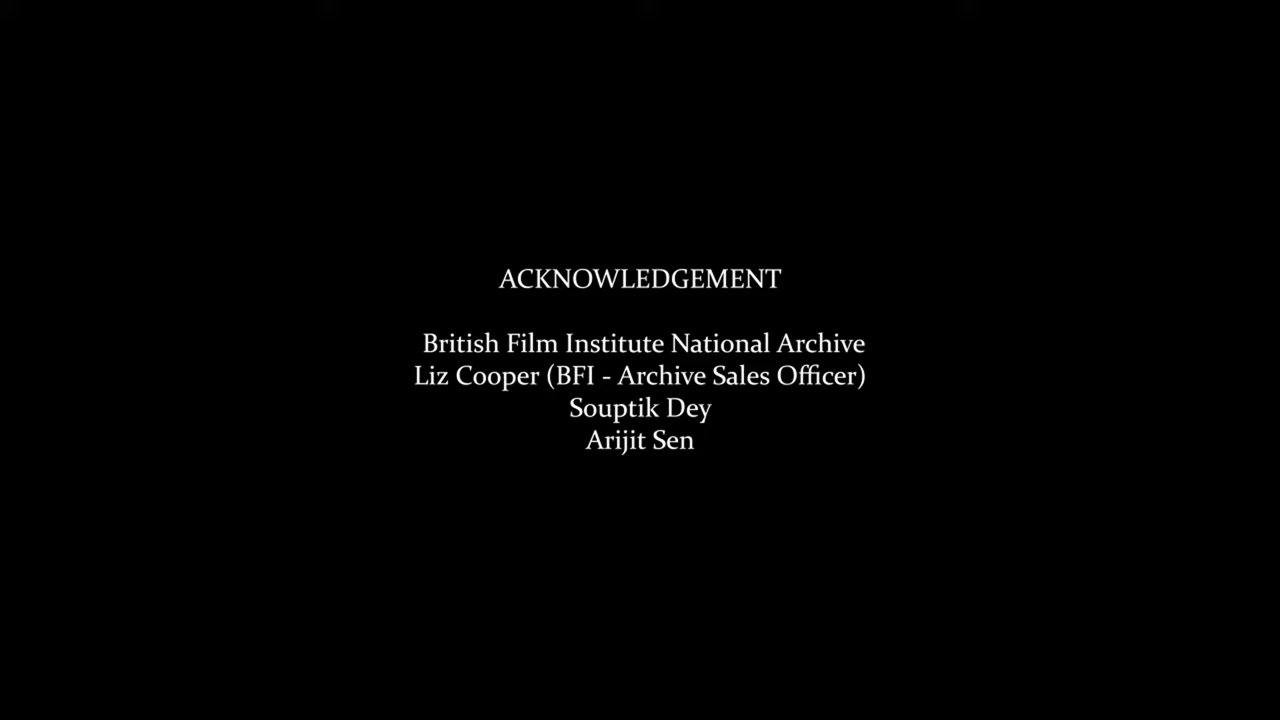 ACKNOWLEDGEMENT
British Film Institute National Archive
Liz Cooper (BFI - Archive Sales Officer)
Souptik Dey
Arijit Sen